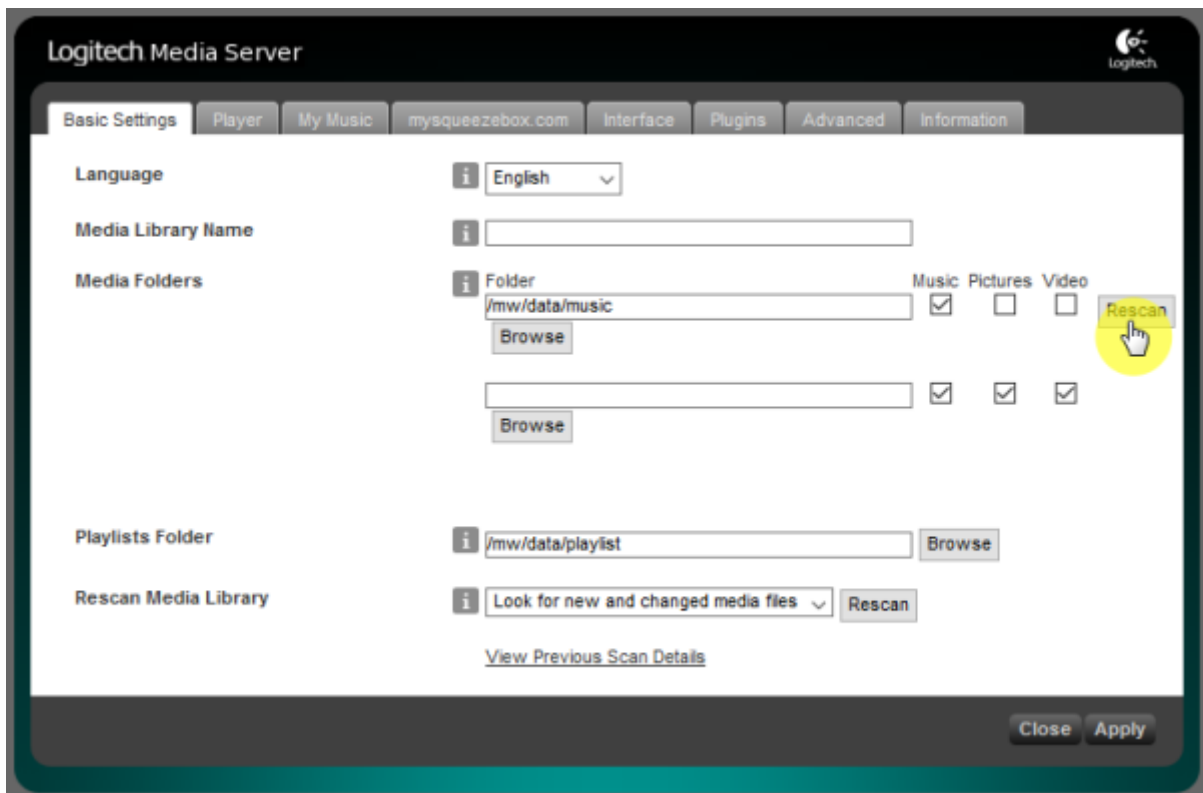 Logitech Media Server
Logitech
Basic Settings Player My Music mysqueezebox.com Interface Plugins Advanced Information
Language i English
Media Library Name i
Media Folders i Folder Music Pictures Video
/mw/data/music Rescan
Browse
Browse
Playlists Folder i /mw/data/playlist Browse
Rescan Media Library i Look for new and changed media files Rescan
View Previous Scan Details
Close Apply